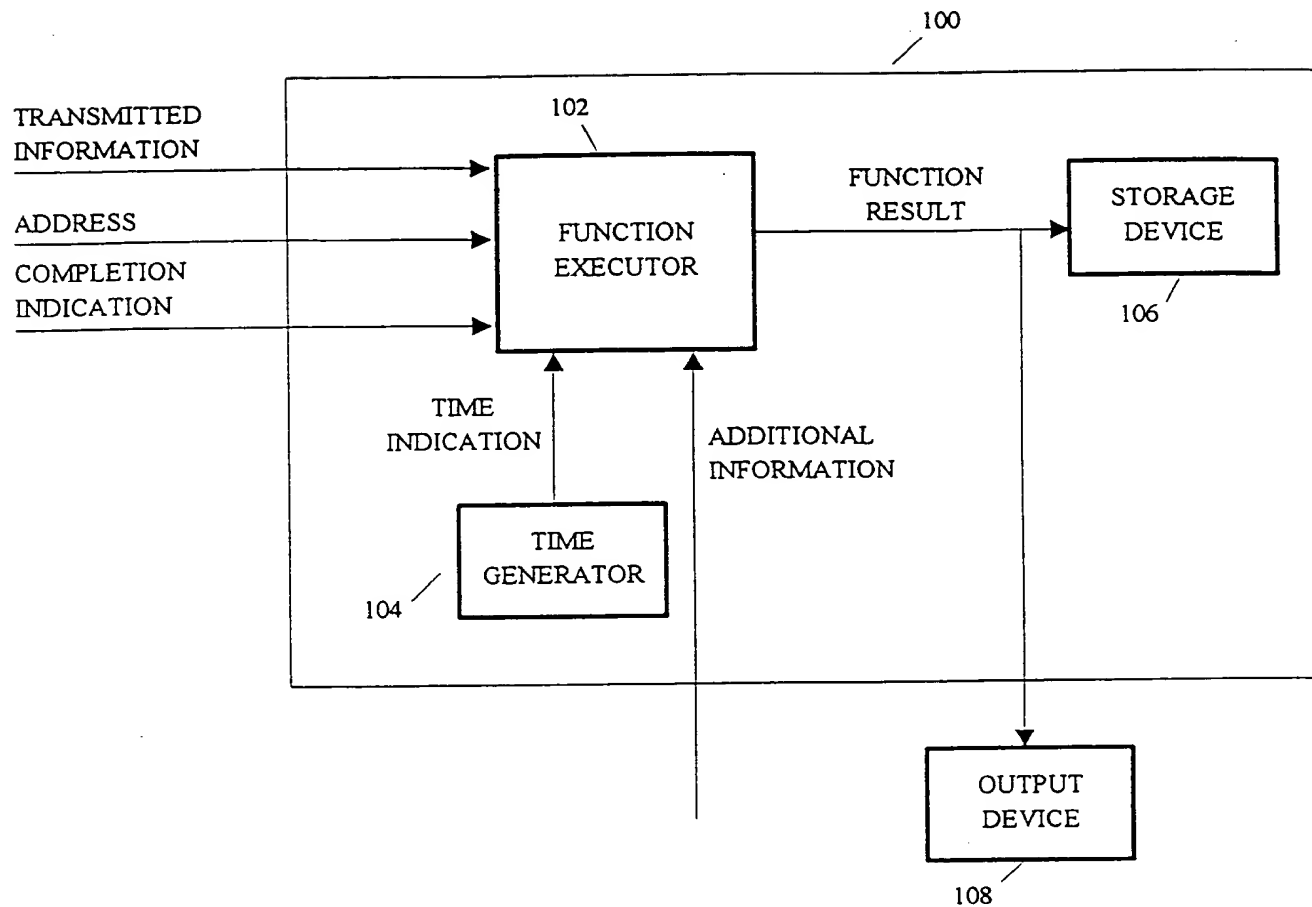 100
TRANSMITTED
INFORMATION
102
ADDRESS
COMPLETION
INDICATION
FUNCTION
EXECUTOR
FUNCTION
RESULT
STORAGE
DEVICE
106
TIME
INDICATION
ADDITIONAL
INFORMATION
TIME
GENERATOR
104
OUTPUT
DEVICE
108